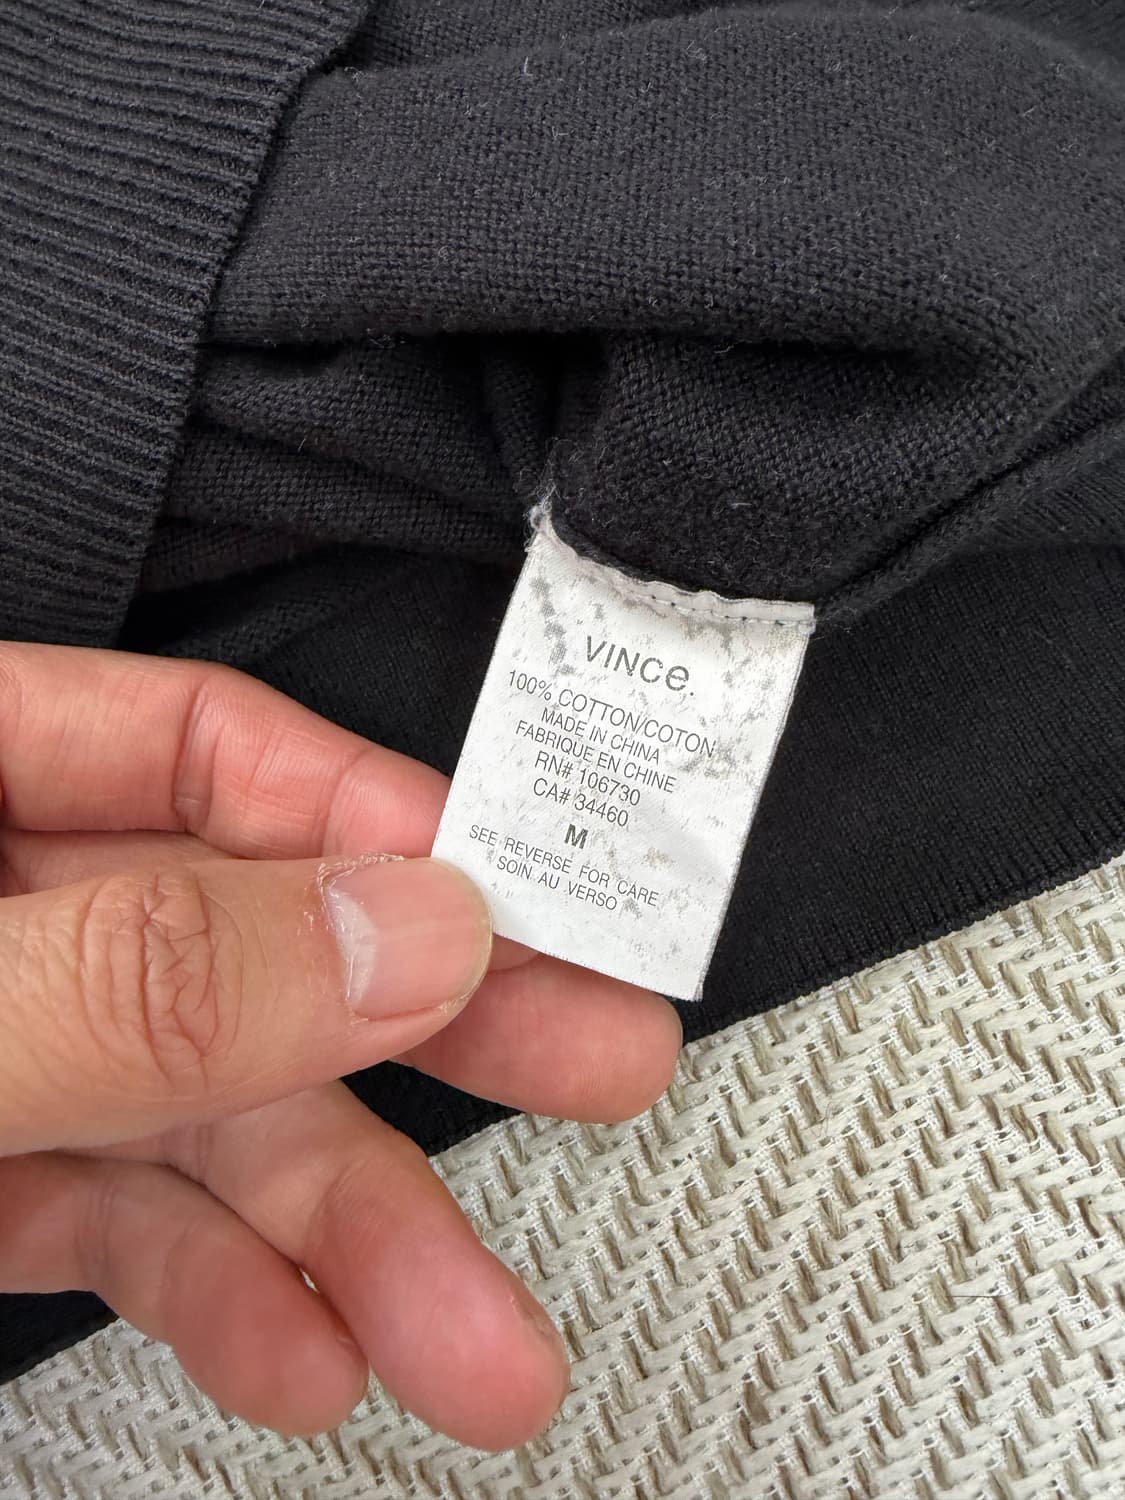 VINCe.
100% COTTON/COTON
MADE IN CHINA
FABRIQUE EN CHINE
RN# 106730
CA# 34460
M
SEE REVERSE FOR CARE
SOIN AU VERSO